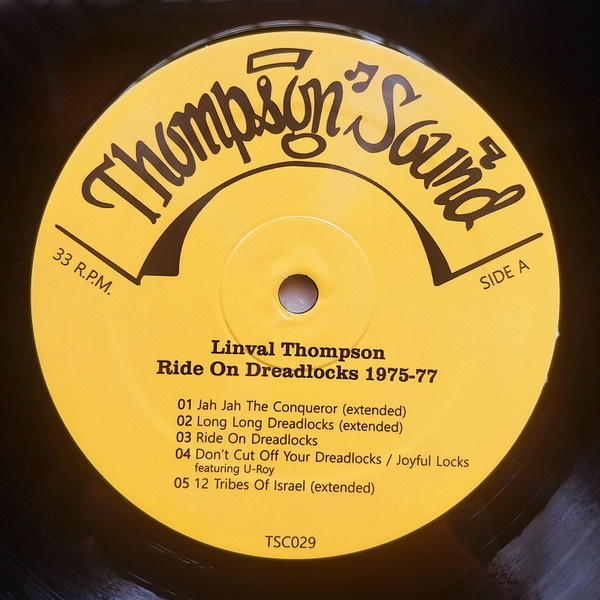 Thompson Sound
33 R.P.M.
SIDE A
Linval Thompson
Ride On Dreadlocks 1975-77
01 Jah Jah The Conqueror (extended)
02 Long Long Dreadlocks (extended)
03 Ride On Dreadlocks
04 Don't Cut Off Your Dreadlocks / Joyful Locks
featuring U-Roy
05 12 Tribes Of Israel (extended)
TSC029